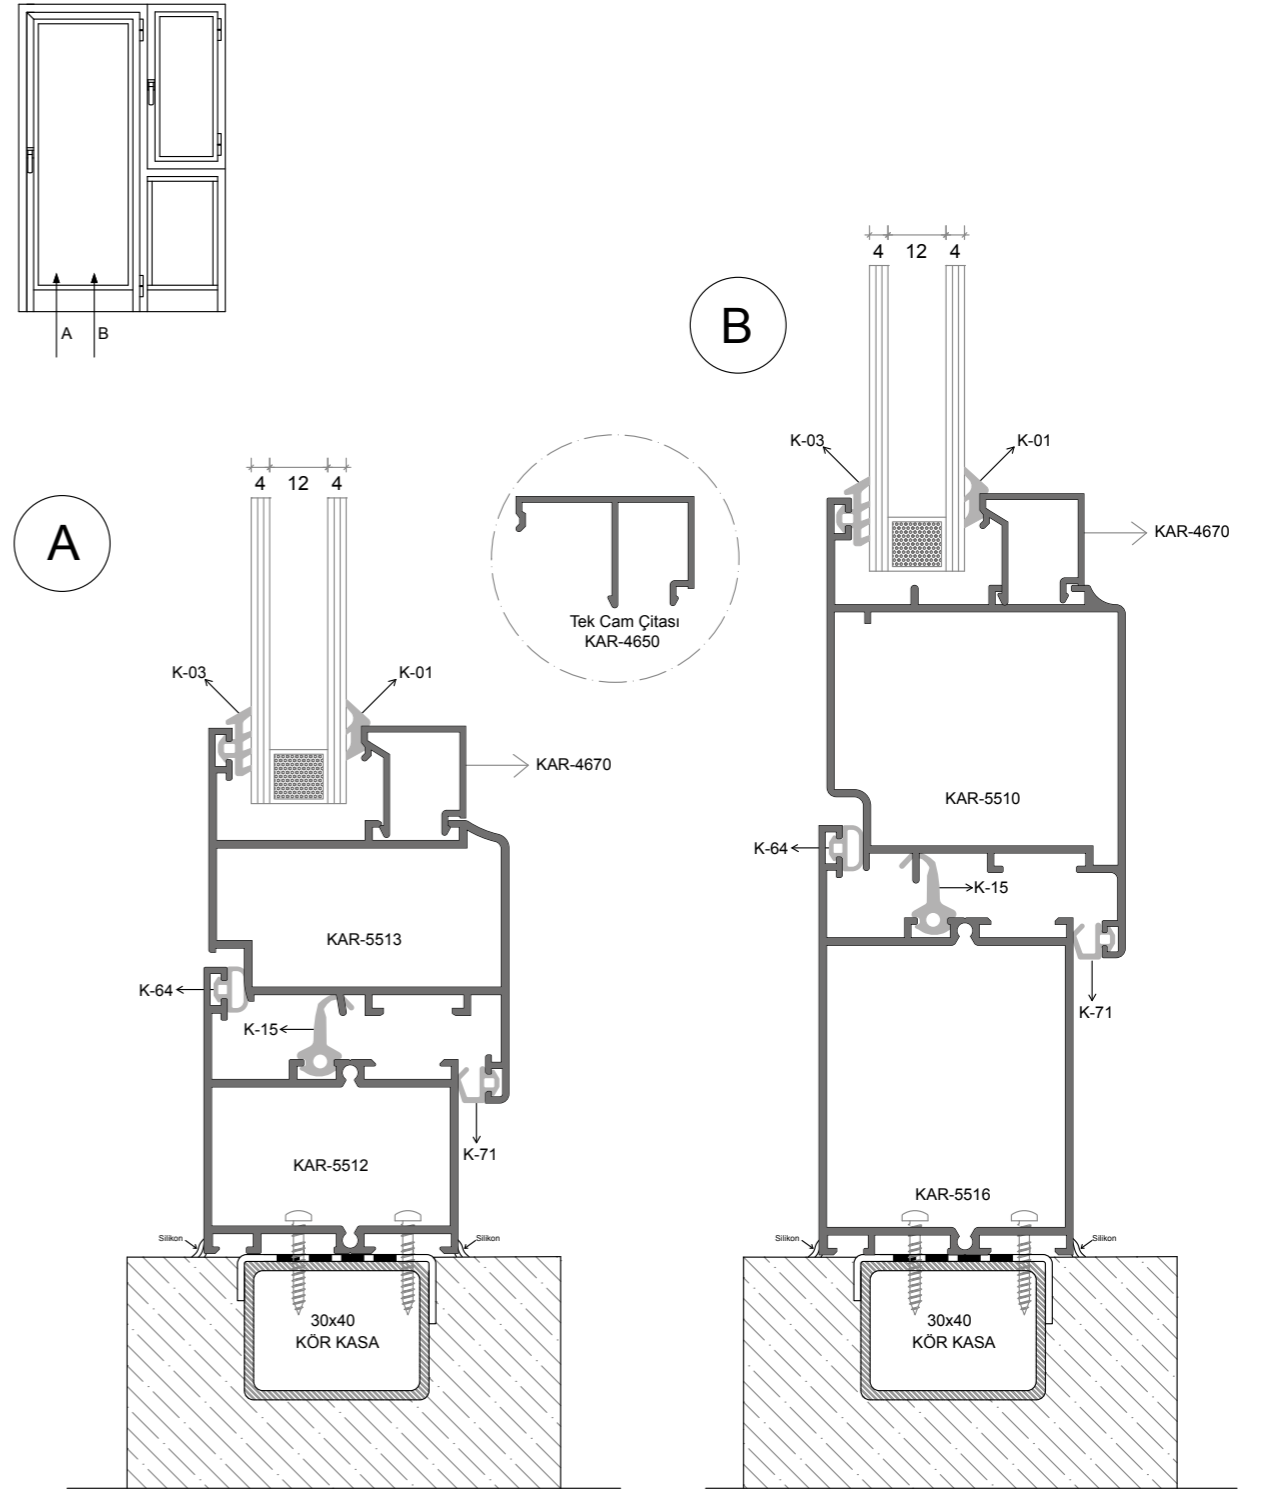 A B
B
4 12 4
K-03
K-01
KAR-4670
KAR-5510
K-64
K-15
K-71
KAR-5516
Silikon
Silikon
30x40
KÖR KASA
Tek Cam Çitası
KAR-4650
A
4 12 4
K-03
K-01
KAR-4670
KAR-5513
K-64
K-15
K-71
KAR-5512
Silikon
Silikon
30x40
KÖR KASA